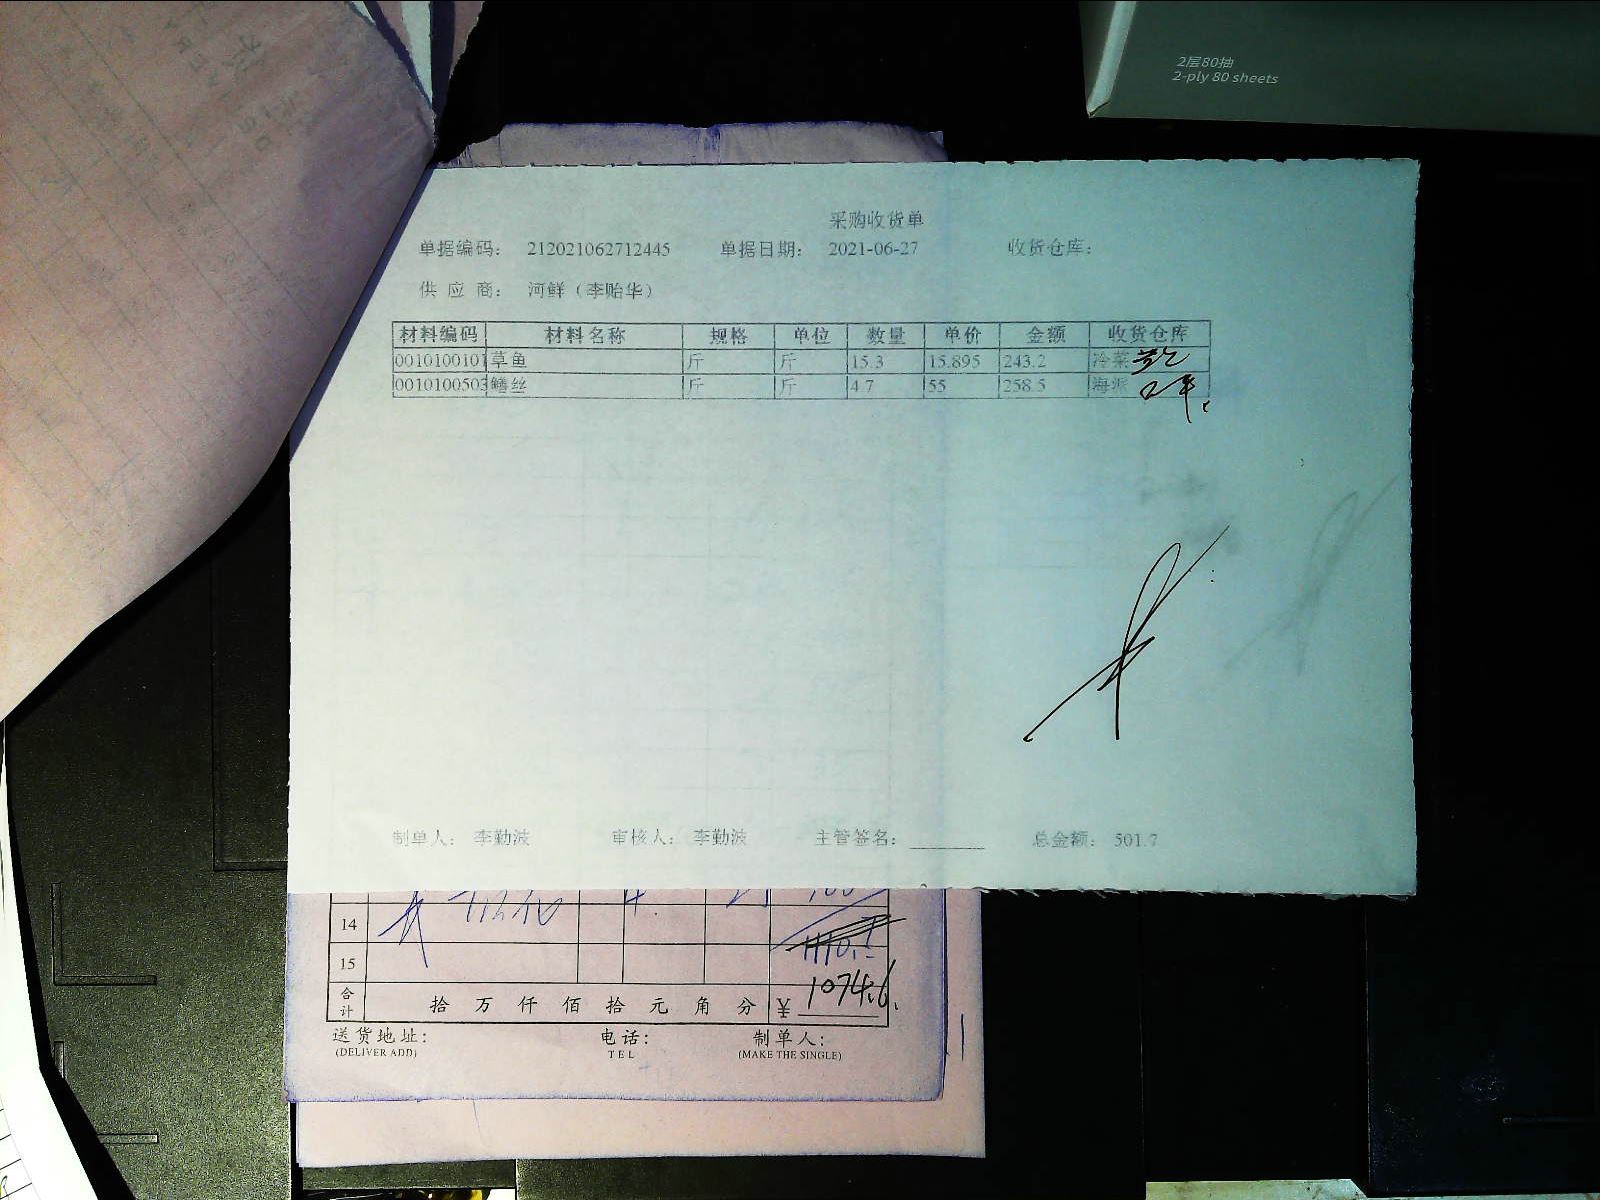 2层80抽
2-ply 80 sheets
采购收货单
单据编码： 212021062712445 单据日期： 2021-06-27 收货仓库：
供 应 商： 河鲜（李贻华）
材料编码 材料名称 规格 单位 数量 单价 金额 收货仓库
0010100101 草鱼 斤 斤 15.3 15.895 243.2 冷菜
0010100503 鳝丝 斤 斤 4.7 55 258.5 海派
制单人： 李勤波 审核人： 李勤波 主管签名： 总金额： 501.7
14
15
合计 拾 万 仟 佰 拾 元 角 分 ¥ 1074.6
送货地址： 电话： 制单人：
(DELIVER ADD) TEL (MAKE THE SINGLE)